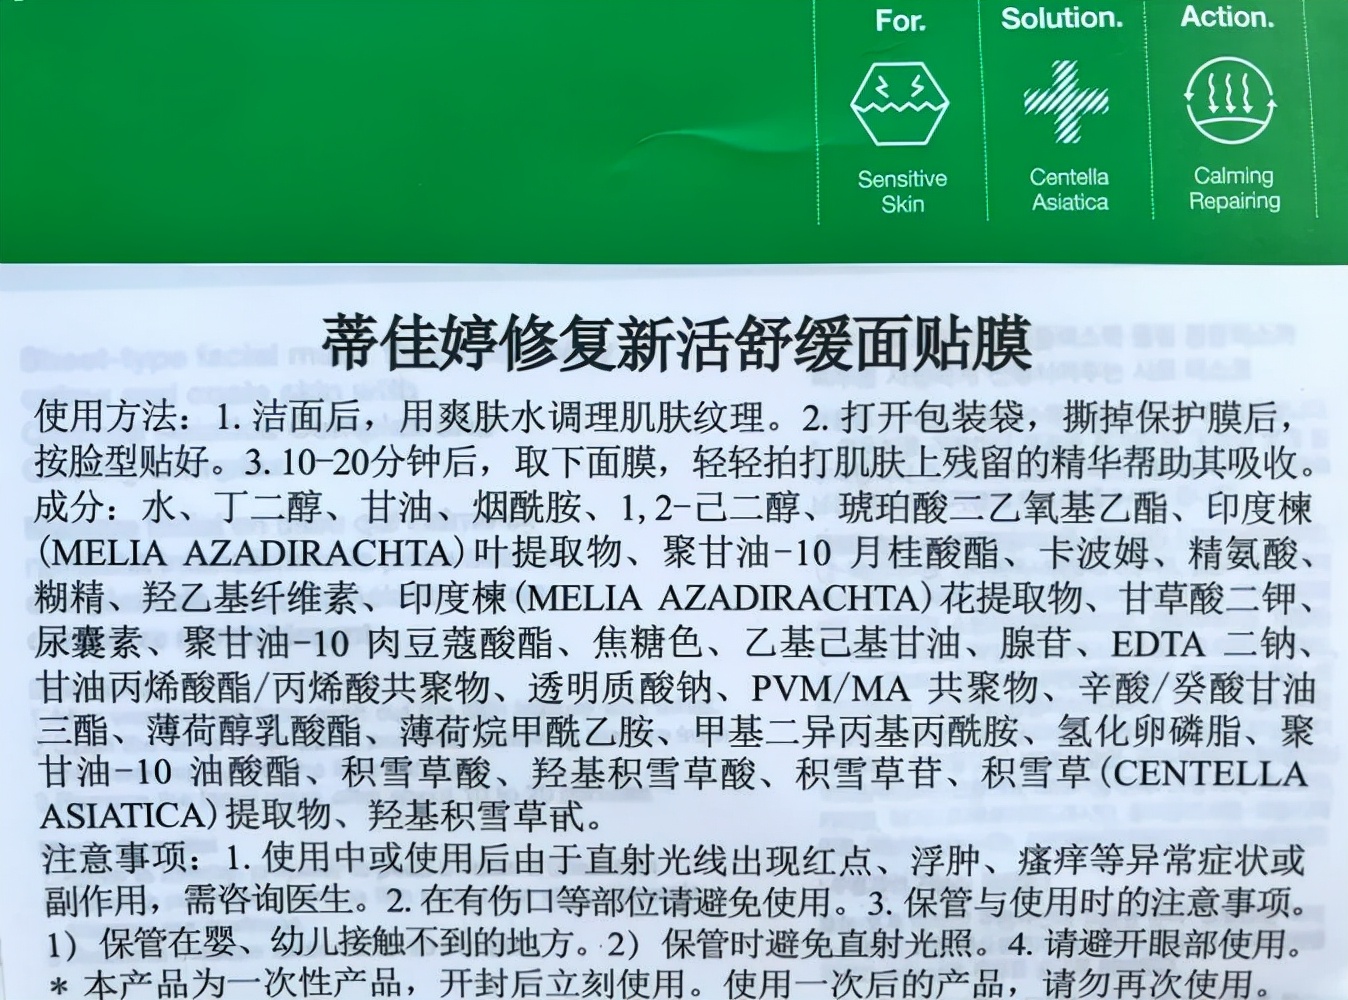 For.
Solution.
Action.
Sensitive
Skin
Centella
Asiatica
Calming
Repairing
蒂佳婷修复新活舒缓面贴膜
使用方法：1. 洁面后，用爽肤水调理肌肤纹理。2. 打开包装袋，撕掉保护膜后，
按脸型贴好。3. 10-20分钟后，取下面膜，轻轻拍打肌肤上残留的精华帮助其吸收。
成分：水、丁二醇、甘油、烟酰胺、1, 2-己二醇、琥珀酸二乙氧基乙酯、印度楝
(MELIA AZADIRACHTA)叶提取物、聚甘油-10 月桂酸酯、卡波姆、精氨酸、
糊精、羟乙基纤维素、印度楝(MELIA AZADIRACHTA)花提取物、甘草酸二钾、
尿囊素、聚甘油-10 肉豆蔻酸酯、焦糖色、乙基己基甘油、腺苷、EDTA 二钠、
甘油丙烯酸酯/丙烯酸共聚物、透明质酸钠、PVM/MA 共聚物、辛酸/癸酸甘油
三酯、薄荷醇乳酸酯、薄荷烷甲酰乙胺、甲基二异丙基丙酰胺、氢化卵磷脂、聚
甘油-10 油酸酯、积雪草酸、羟基积雪草酸、积雪草苷、积雪草(CENTELLA
ASIATICA)提取物、羟基积雪草甙。
注意事项：1. 使用中或使用后由于直射光线出现红点、浮肿、瘙痒等异常症状或
副作用，需咨询医生。2. 在有伤口等部位请避免使用。3. 保管与使用时的注意事项。
1）保管在婴、幼儿接触不到的地方。2）保管时避免直射光照。4. 请避开眼部使用。
* 本产品为一次性产品，开封后立刻使用。使用一次后的产品，请勿再次使用。